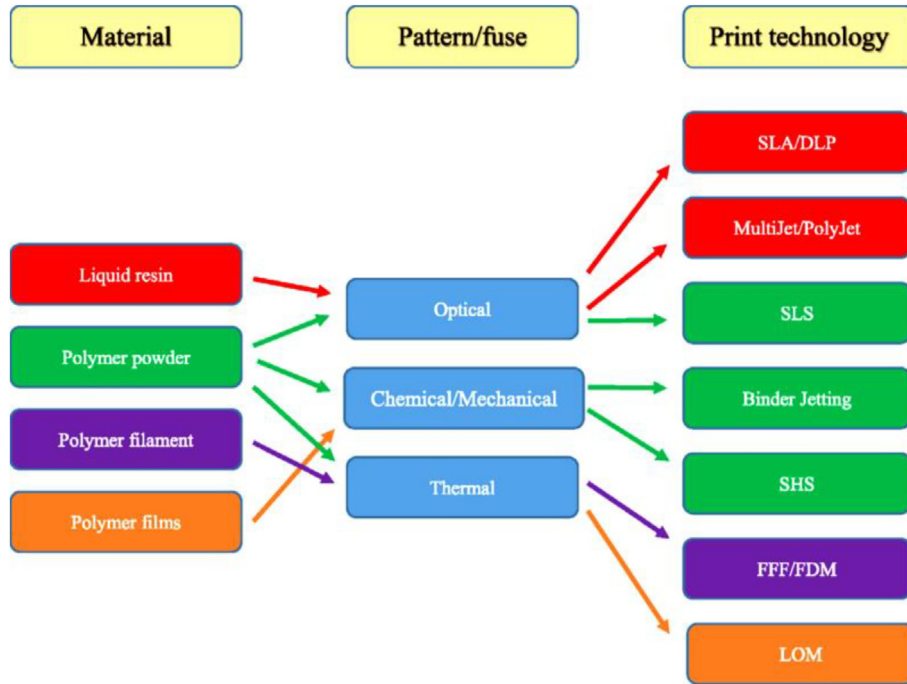 Material
Pattern/fuse
Print technology
Liquid resin
Polymer powder
Polymer filament
Polymer films
Optical
Chemical/Mechanical
Thermal
SLA/DLP
MultiJet/PolyJet
SLS
Binder Jetting
SHS
FFF/FDM
LOM